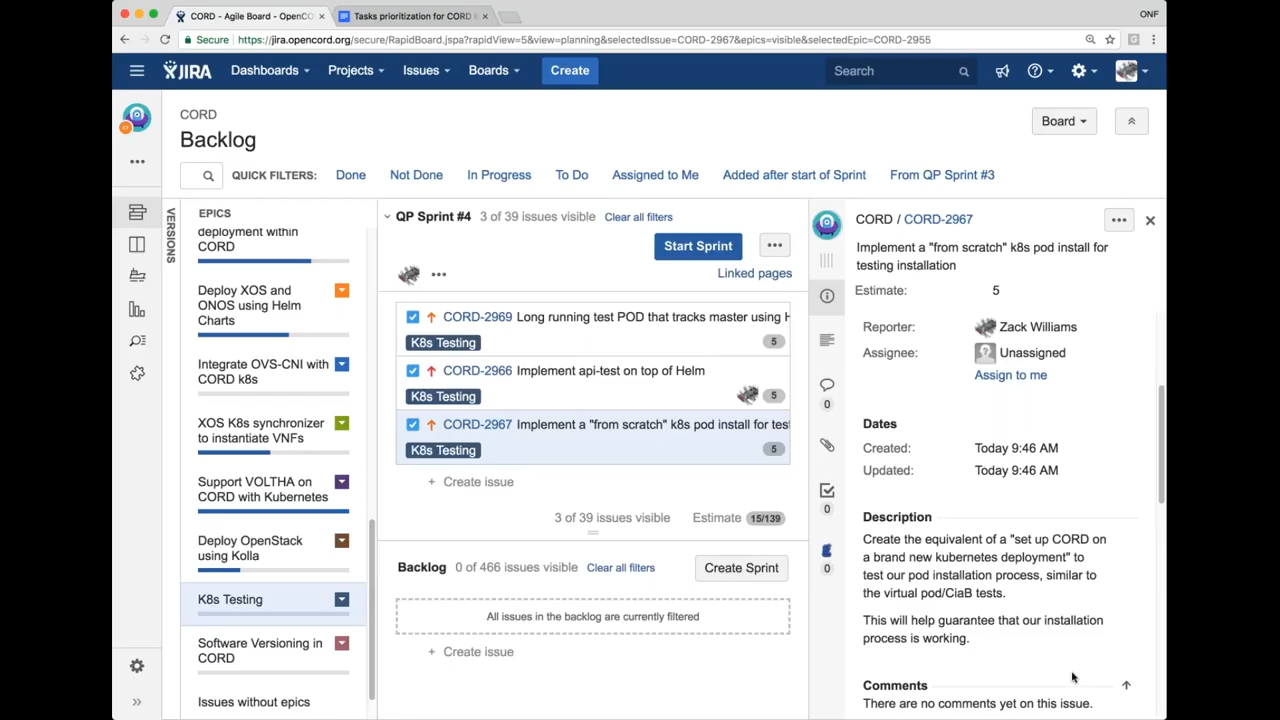 CORD - Agile Board - OpenCO
Tasks prioritization for CORD
ONF
Secure https://jira.opencord.org/secure/RapidBoard.jspa?rapidView=5&view=planning&selectedIssue=CORD-2967&epics=visible&selectedEpic=CORD-2955
JIRA Dashboards Projects Issues Boards Create Search
CORD
Backlog
Board
QUICK FILTERS: Done Not Done In Progress To Do Assigned to Me Added after start of Sprint From QP Sprint #3
VERSIONS
EPICS
deployment within
CORD
Deploy XOS and
ONOS using Helm
Charts
Integrate OVS-CNI with
CORD k8s
XOS K8s synchronizer
to instantiate VNFs
Support VOLTHA on
CORD with Kubernetes
Deploy OpenStack
using Kolla
K8s Testing
Software Versioning in
CORD
Issues without epics
QP Sprint #4 3 of 39 issues visible Clear all filters
Start Sprint
Linked pages
CORD-2969 Long running test POD that tracks master using H
K8s Testing 5
CORD-2966 Implement api-test on top of Helm
K8s Testing 5
CORD-2967 Implement a "from scratch" k8s pod install for tes
K8s Testing 5
+ Create issue
3 of 39 issues visible Estimate 15/139
Backlog 0 of 466 issues visible Clear all filters Create Sprint
All issues in the backlog are currently filtered
+ Create issue
CORD / CORD-2967
Implement a "from scratch" k8s pod install for
testing installation
Estimate: 5
Reporter: Zack Williams
Assignee: Unassigned
Assign to me
0
Dates
Created: Today 9:46 AM
Updated: Today 9:46 AM
0
Description
Create the equivalent of a "set up CORD on
a brand new kubernetes deployment" to
0
test our pod installation process, similar to
the virtual pod/CiaB tests.
This will help guarantee that our installation
process is working.
Comments
There are no comments yet on this issue.